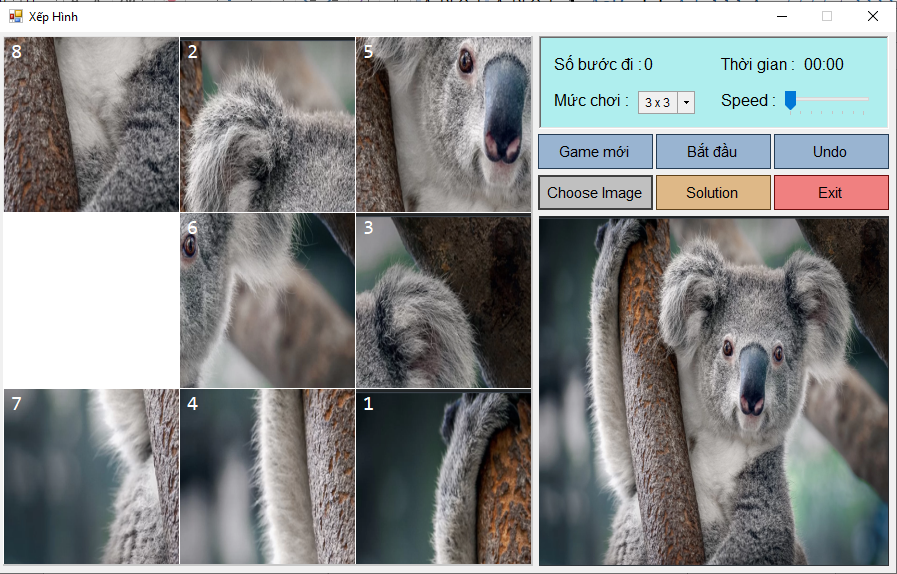 Xếp Hình
8 2 5
6 3
7 4 1
Số bước đi : 0 Thời gian : 00:00
Mức chơi : 3 x 3 Speed :
Game mới Bắt đầu Undo
Choose Image Solution Exit